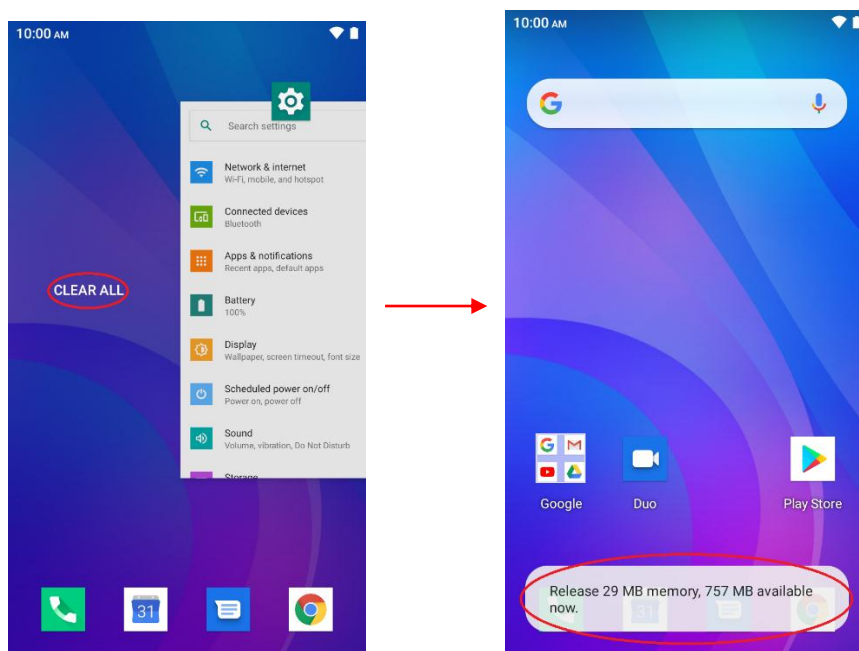 10:00 AM
Search settings
Network & internet
Wi-Fi, mobile, and hotspot
Connected devices
Bluetooth
Apps & notifications
Recent apps, default apps
CLEAR ALL
Battery
100%
Display
Wallpaper, screen timeout, font size
Scheduled power on/off
Power on, power off
Sound
Volume, vibration, Do Not Disturb
Storage
31
10:00 AM
G
Google
Duo
Play Store
Release 29 MB memory, 757 MB available
now.
31